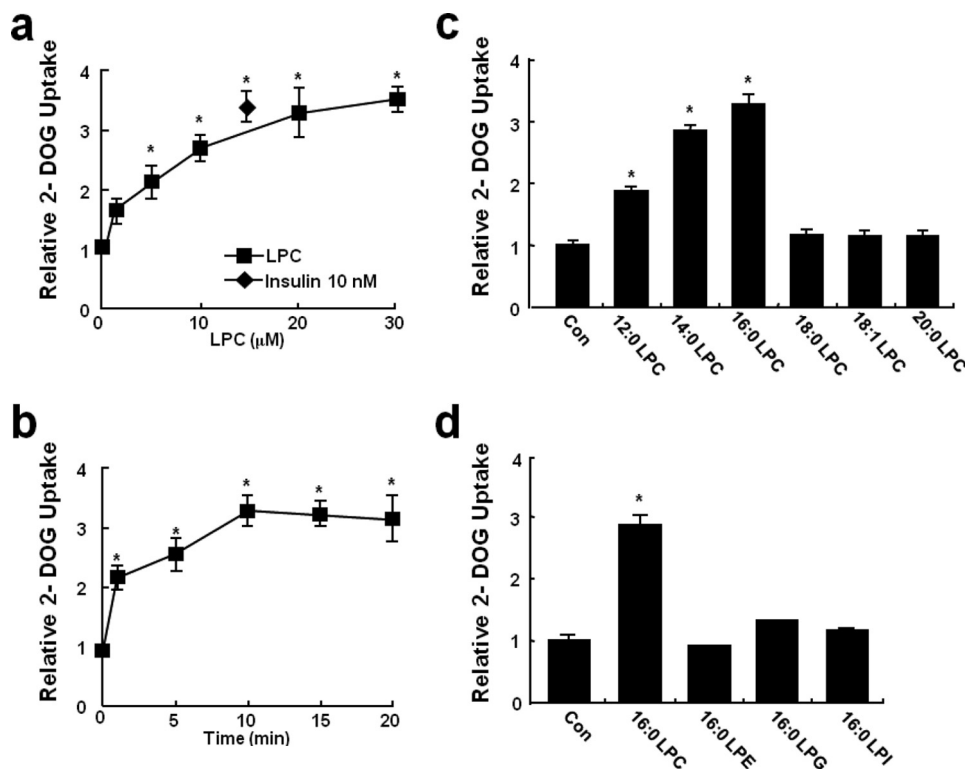 a
Relative 2- DOG Uptake
4
3
2
1
0
* * * * * *
LPC
Insulin 10 nM
0 10 20 30
LPC (µM)
b
Relative 2- DOG Uptake
4
3
2
1
0
* * * * *
0 5 10 15 20
Time (min)
c
Relative 2- DOG Uptake
4
3
2
1
0
* * *
Con 12:0 LPC 14:0 LPC 16:0 LPC 18:0 LPC 18:1 LPC 20:0 LPC
d
Relative 2- DOG Uptake
4
3
2
1
0
*
Con 16:0 LPC 16:0 LPE 16:0 LPG 16:0 LPI